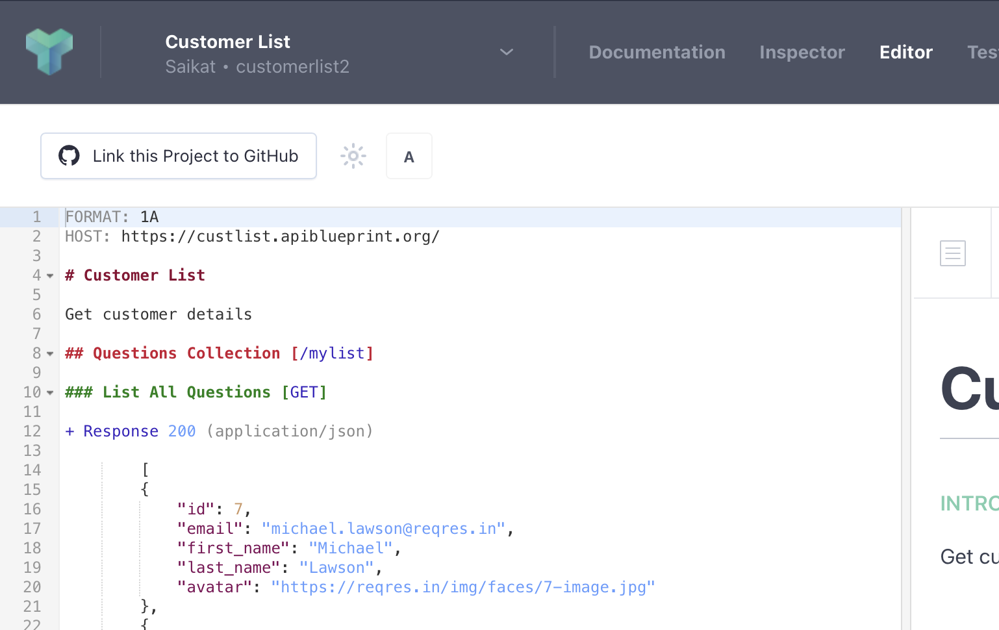 Customer List
Saikat • customerlist2
Documentation Inspector Editor Tes
Link this Project to GitHub A
1 FORMAT: 1A
2 HOST: https://custlist.apiblueprint.org/
3
4 # Customer List
5
6 Get customer details
7
8 ## Questions Collection [/mylist]
9
10 ### List All Questions [GET]
11
12 + Response 200 (application/json)
13
14 [
15 {
16 "id": 7,
17 "email": "michael.lawson@reqres.in",
18 "first_name": "Michael",
19 "last_name": "Lawson",
20 "avatar": "https://reqres.in/img/faces/7-image.jpg"
21 },
22 {
Cu
INTRO
Get cu